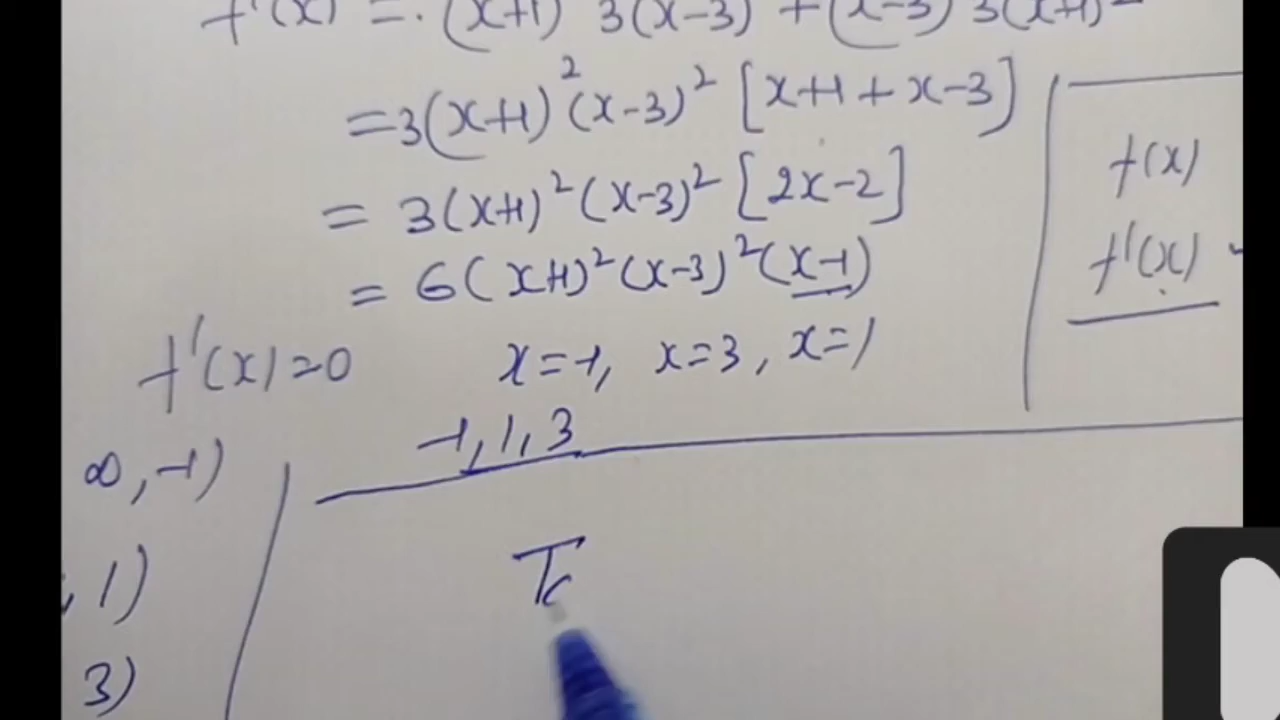 f'(x) = (x+1) 3(x-3) + (x-3) 3(x+1)²
= 3(x+1)²(x-3)² [x+1+x-3]
= 3(x+1)²(x-3)² [2x-2]
= 6(x+1)²(x-3)²(x-1)
f'(x)=0 x=-1, x=3, x=1
-1,1,3
f(x)
f'(x)
∞,-1)
,1)
3)